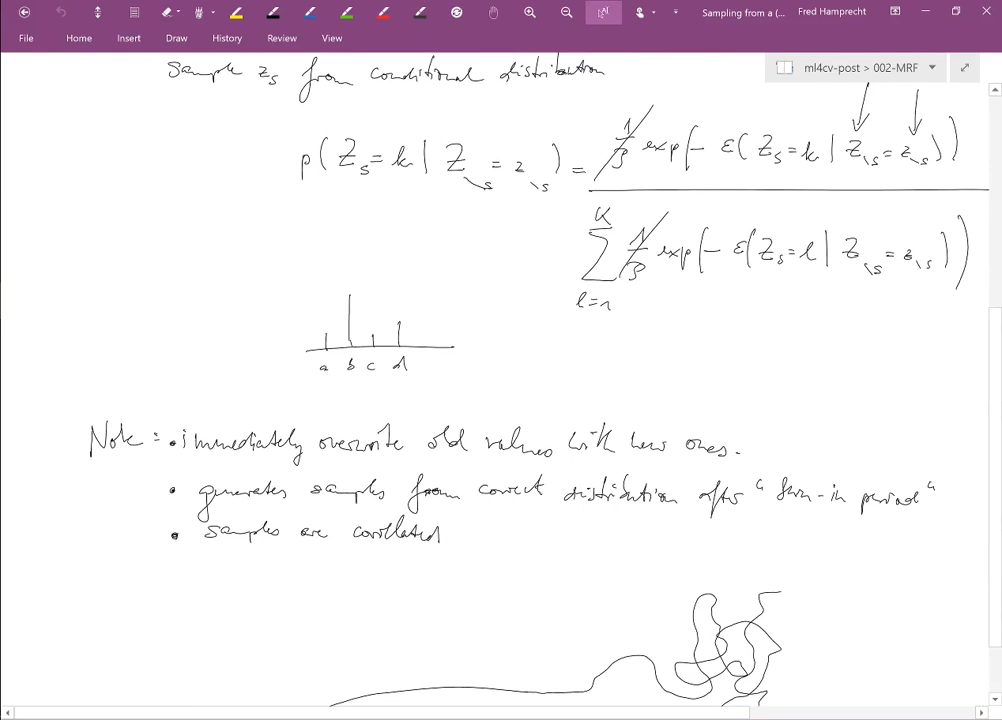 Sampling from a (... Fred Hamprecht
File Home Insert Draw History Review View
ml4cv-post > 002-MRF
Sample z_s from conditional distribution
p( Z_s = k | Z_\s = z_\s ) = 1/ʒ exp(- ε( Z_s = k | Z_\s = z_\s ))
K
∑ 1/ʒ exp(- ε( Z_s = l | Z_\s = z_\s ))
l=1
a b c d
Note: • immediately overwrite old values with new ones.
• generates samples from correct distribution after "burn-in period"
• samples are corellated